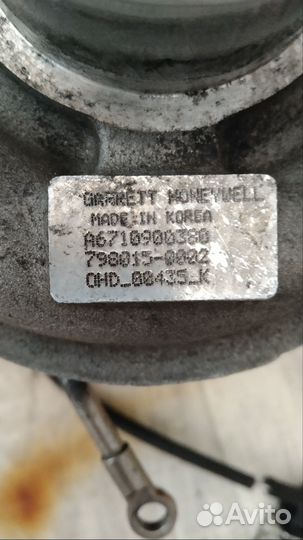 GARRETT HONEYWELL
MADE IN KOREA
A6710900380
798015-0002
OHD_00435_K
Avito